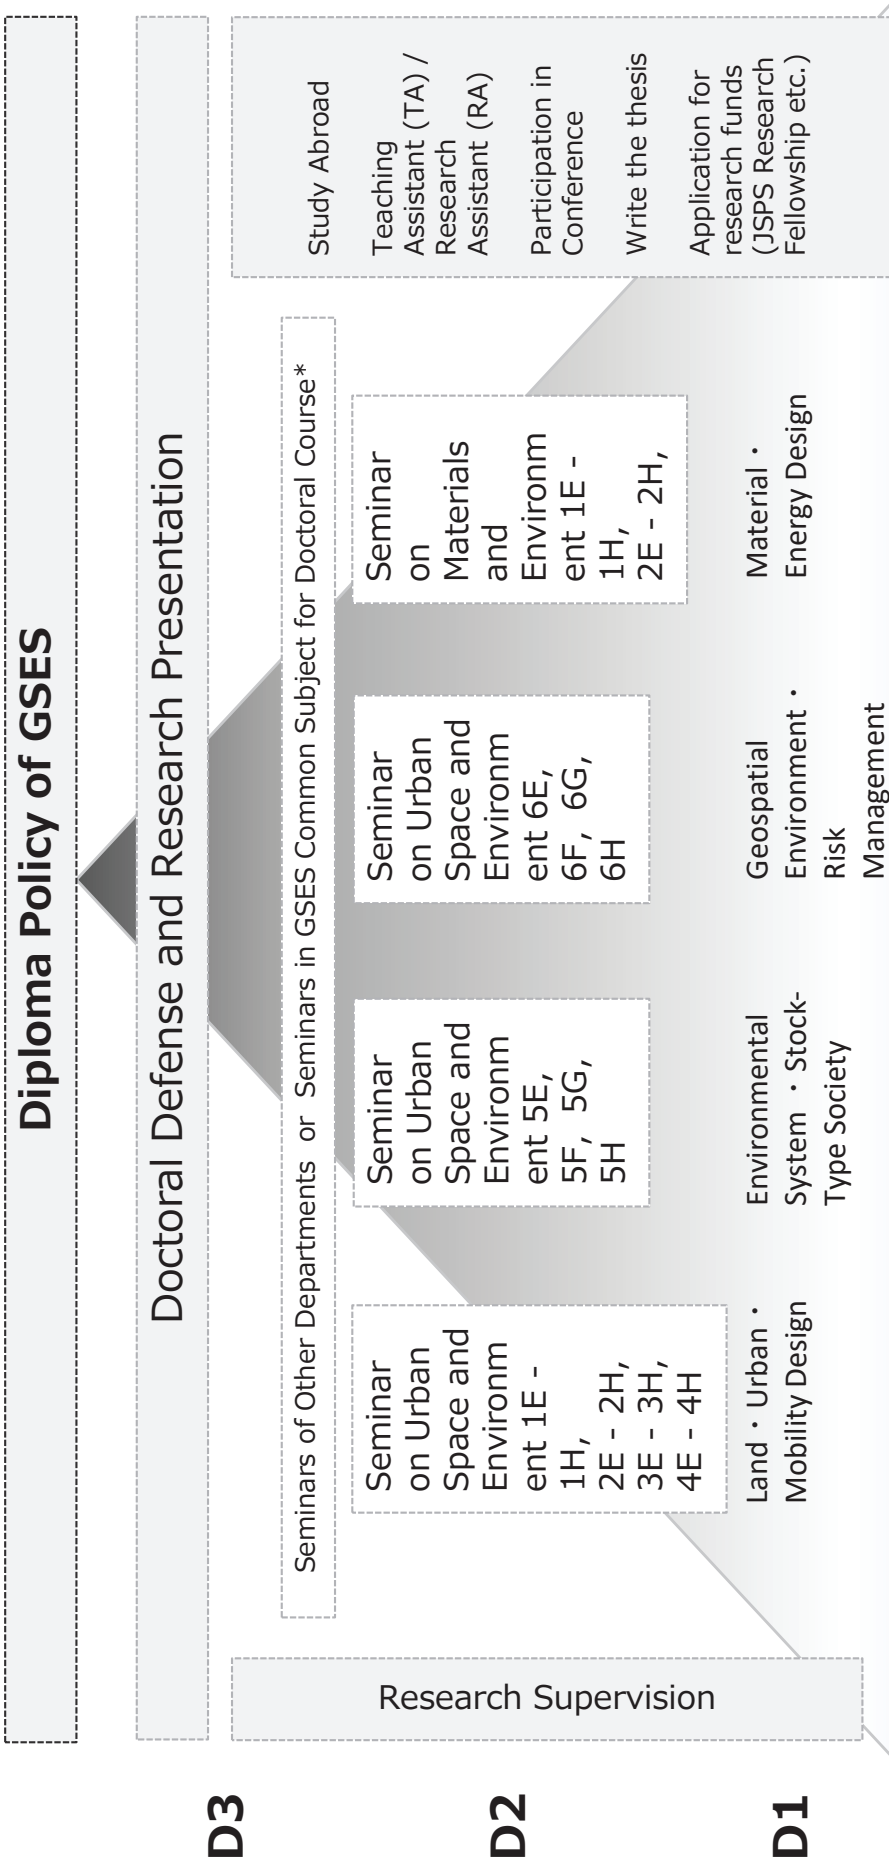 Diploma Policy of GSES
Doctoral Defense and Research Presentation
D3
D2
D1
Research Supervision
Seminars of Other Departments or Seminars in GSES Common Subject for Doctoral Course*
Seminar
on Urban
Space and
Environm
ent 1E -
1H,
2E - 2H,
3E - 3H,
4E - 4H
Land・Urban・
Mobility Design
Seminar
on Urban
Space and
Environm
ent 5E,
5F, 5G,
5H
Environmental
System ・Stock-
Type Society
Seminar
on Urban
Space and
Environm
ent 6E,
6F, 6G,
6H
Geospatial
Environment・
Risk
Management
Seminar
on
Materials
and
Environm
ent 1E -
1H,
2E - 2H,
Material・
Energy Design
Study Abroad
Teaching
Assistant (TA) /
Research
Assistant (RA)
Participation in
Conference
Write the thesis
Application for
research funds
(JSPS Research
Fellowship etc.)